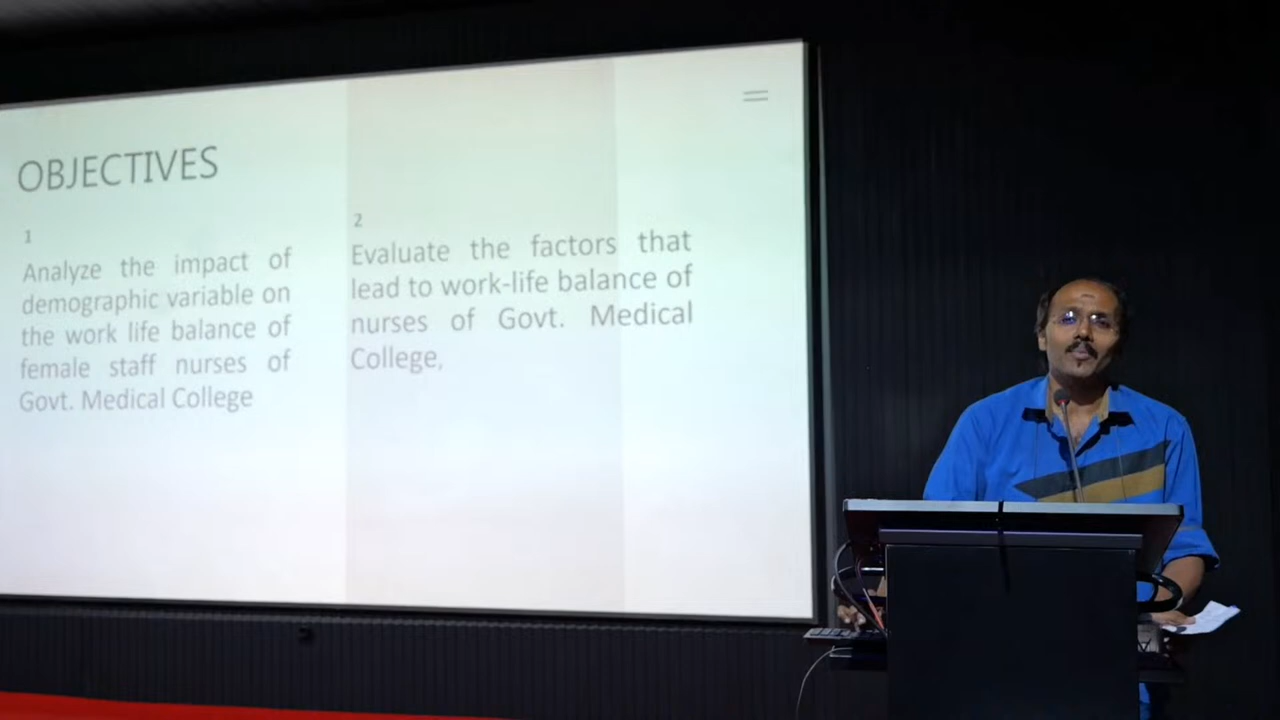 OBJECTIVES
1
Analyze the impact of
demographic variable on
the work life balance of
female staff nurses of
Govt. Medical College
2
Evaluate the factors that
lead to work-life balance of
nurses of Govt. Medical
College,